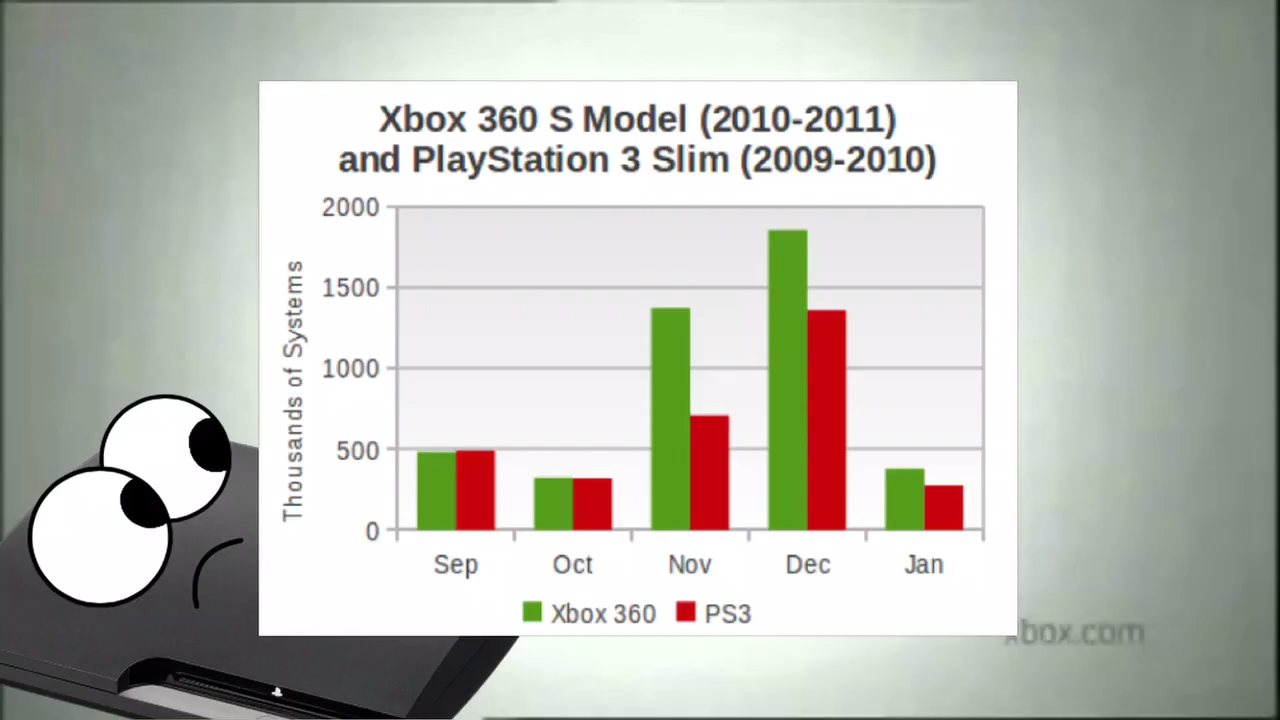 Xbox 360 S Model (2010-2011)
and PlayStation 3 Slim (2009-2010)
Thousands of Systems
2000
1500
1000
500
0
Sep Oct Nov Dec Jan
Xbox 360 PS3
xbox.com